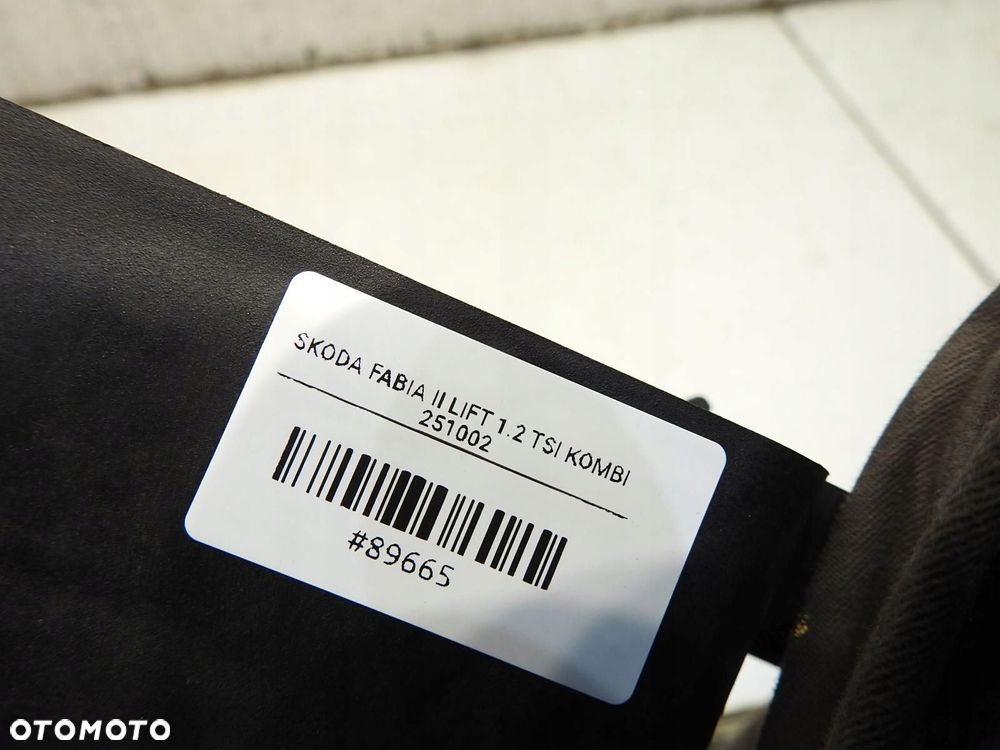 SKODA FABIA II LIFT 1.2 TSI KOMBI
251002
#89665
OTOMOTO